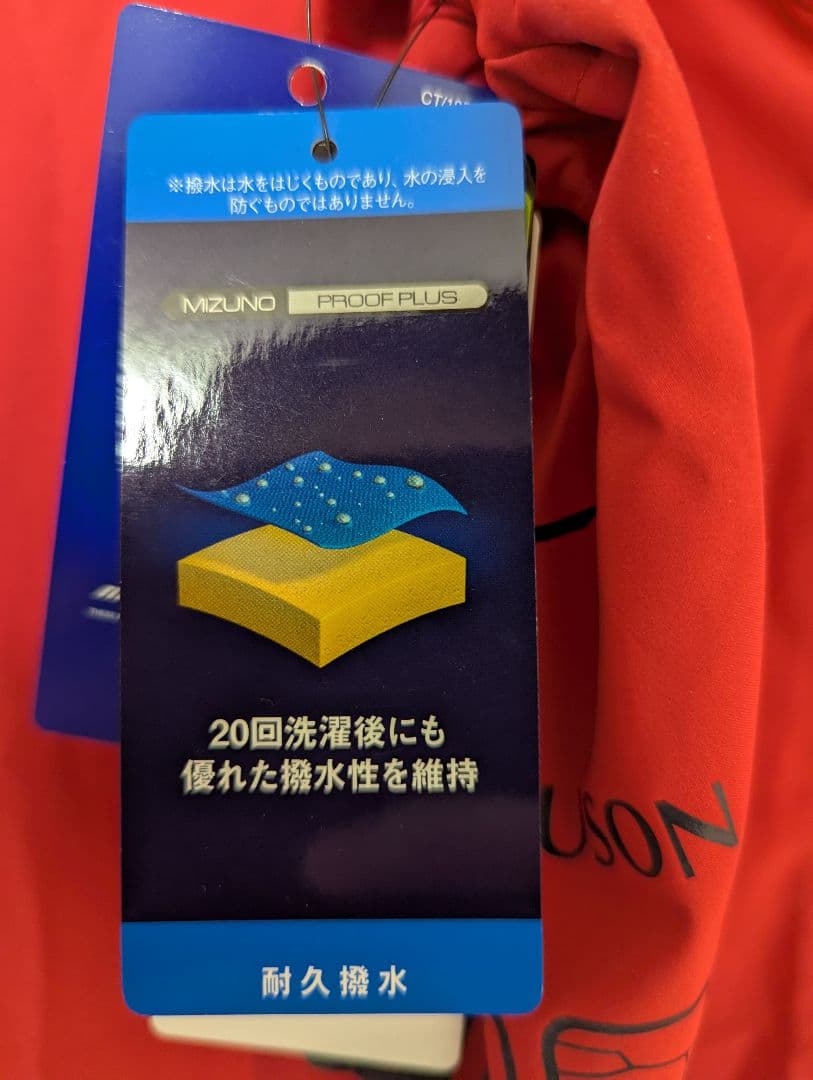 ※撥水は水をはじくものであり、水の浸入を
防ぐものではありません。
MIZUNO PROOF PLUS
20回洗濯後にも
優れた撥水性を維持
耐久撥水
USON